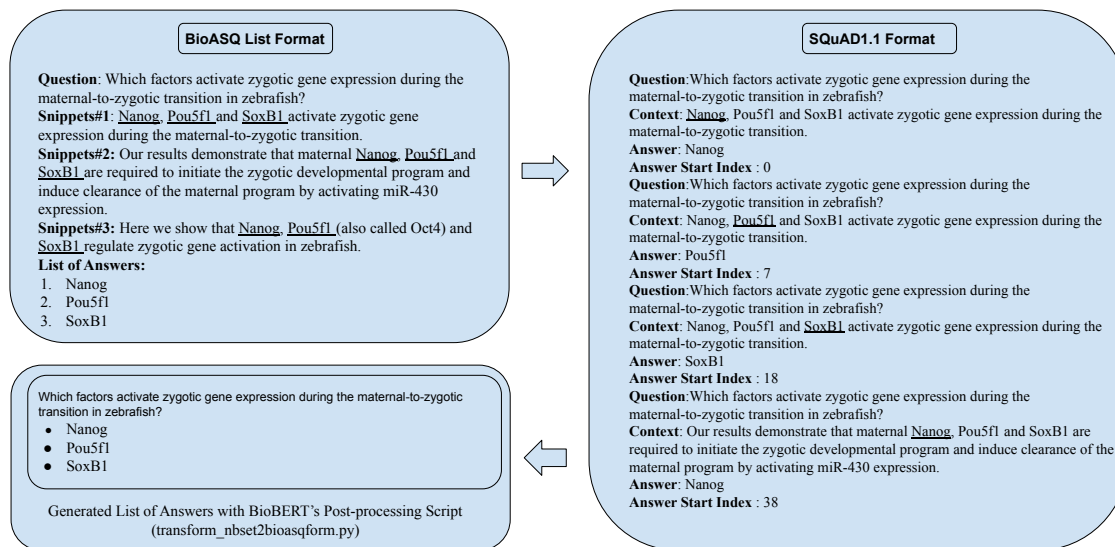 BioASQ List Format
Question: Which factors activate zygotic gene expression during the
maternal-to-zygotic transition in zebrafish?
Snippets#1: Nanog, Pou5f1 and SoxB1 activate zygotic gene
expression during the maternal-to-zygotic transition.
Snippets#2: Our results demonstrate that maternal Nanog, Pou5f1 and
SoxB1 are required to initiate the zygotic developmental program and
induce clearance of the maternal program by activating miR-430
expression.
Snippets#3: Here we show that Nanog, Pou5f1 (also called Oct4) and
SoxB1 regulate zygotic gene activation in zebrafish.
List of Answers:
1. Nanog
2. Pou5f1
3. SoxB1
SQuAD1.1 Format
Question:Which factors activate zygotic gene expression during the
maternal-to-zygotic transition in zebrafish?
Context: Nanog, Pou5f1 and SoxB1 activate zygotic gene expression during the
maternal-to-zygotic transition.
Answer: Nanog
Answer Start Index : 0
Question:Which factors activate zygotic gene expression during the
maternal-to-zygotic transition in zebrafish?
Context: Nanog, Pou5f1 and SoxB1 activate zygotic gene expression during the
maternal-to-zygotic transition.
Answer: Pou5f1
Answer Start Index : 7
Question:Which factors activate zygotic gene expression during the
maternal-to-zygotic transition in zebrafish?
Context: Nanog, Pou5f1 and SoxB1 activate zygotic gene expression during the
maternal-to-zygotic transition.
Answer: SoxB1
Answer Start Index : 18
Question:Which factors activate zygotic gene expression during the
maternal-to-zygotic transition in zebrafish?
Context: Our results demonstrate that maternal Nanog, Pou5f1 and SoxB1 are
required to initiate the zygotic developmental program and induce clearance of the
maternal program by activating miR-430 expression.
Answer: Nanog
Answer Start Index : 38
Which factors activate zygotic gene expression during the maternal-to-zygotic
transition in zebrafish?
● Nanog
● Pou5f1
● SoxB1
Generated List of Answers with BioBERT's Post-processing Script
(transform_nbset2bioasqform.py)